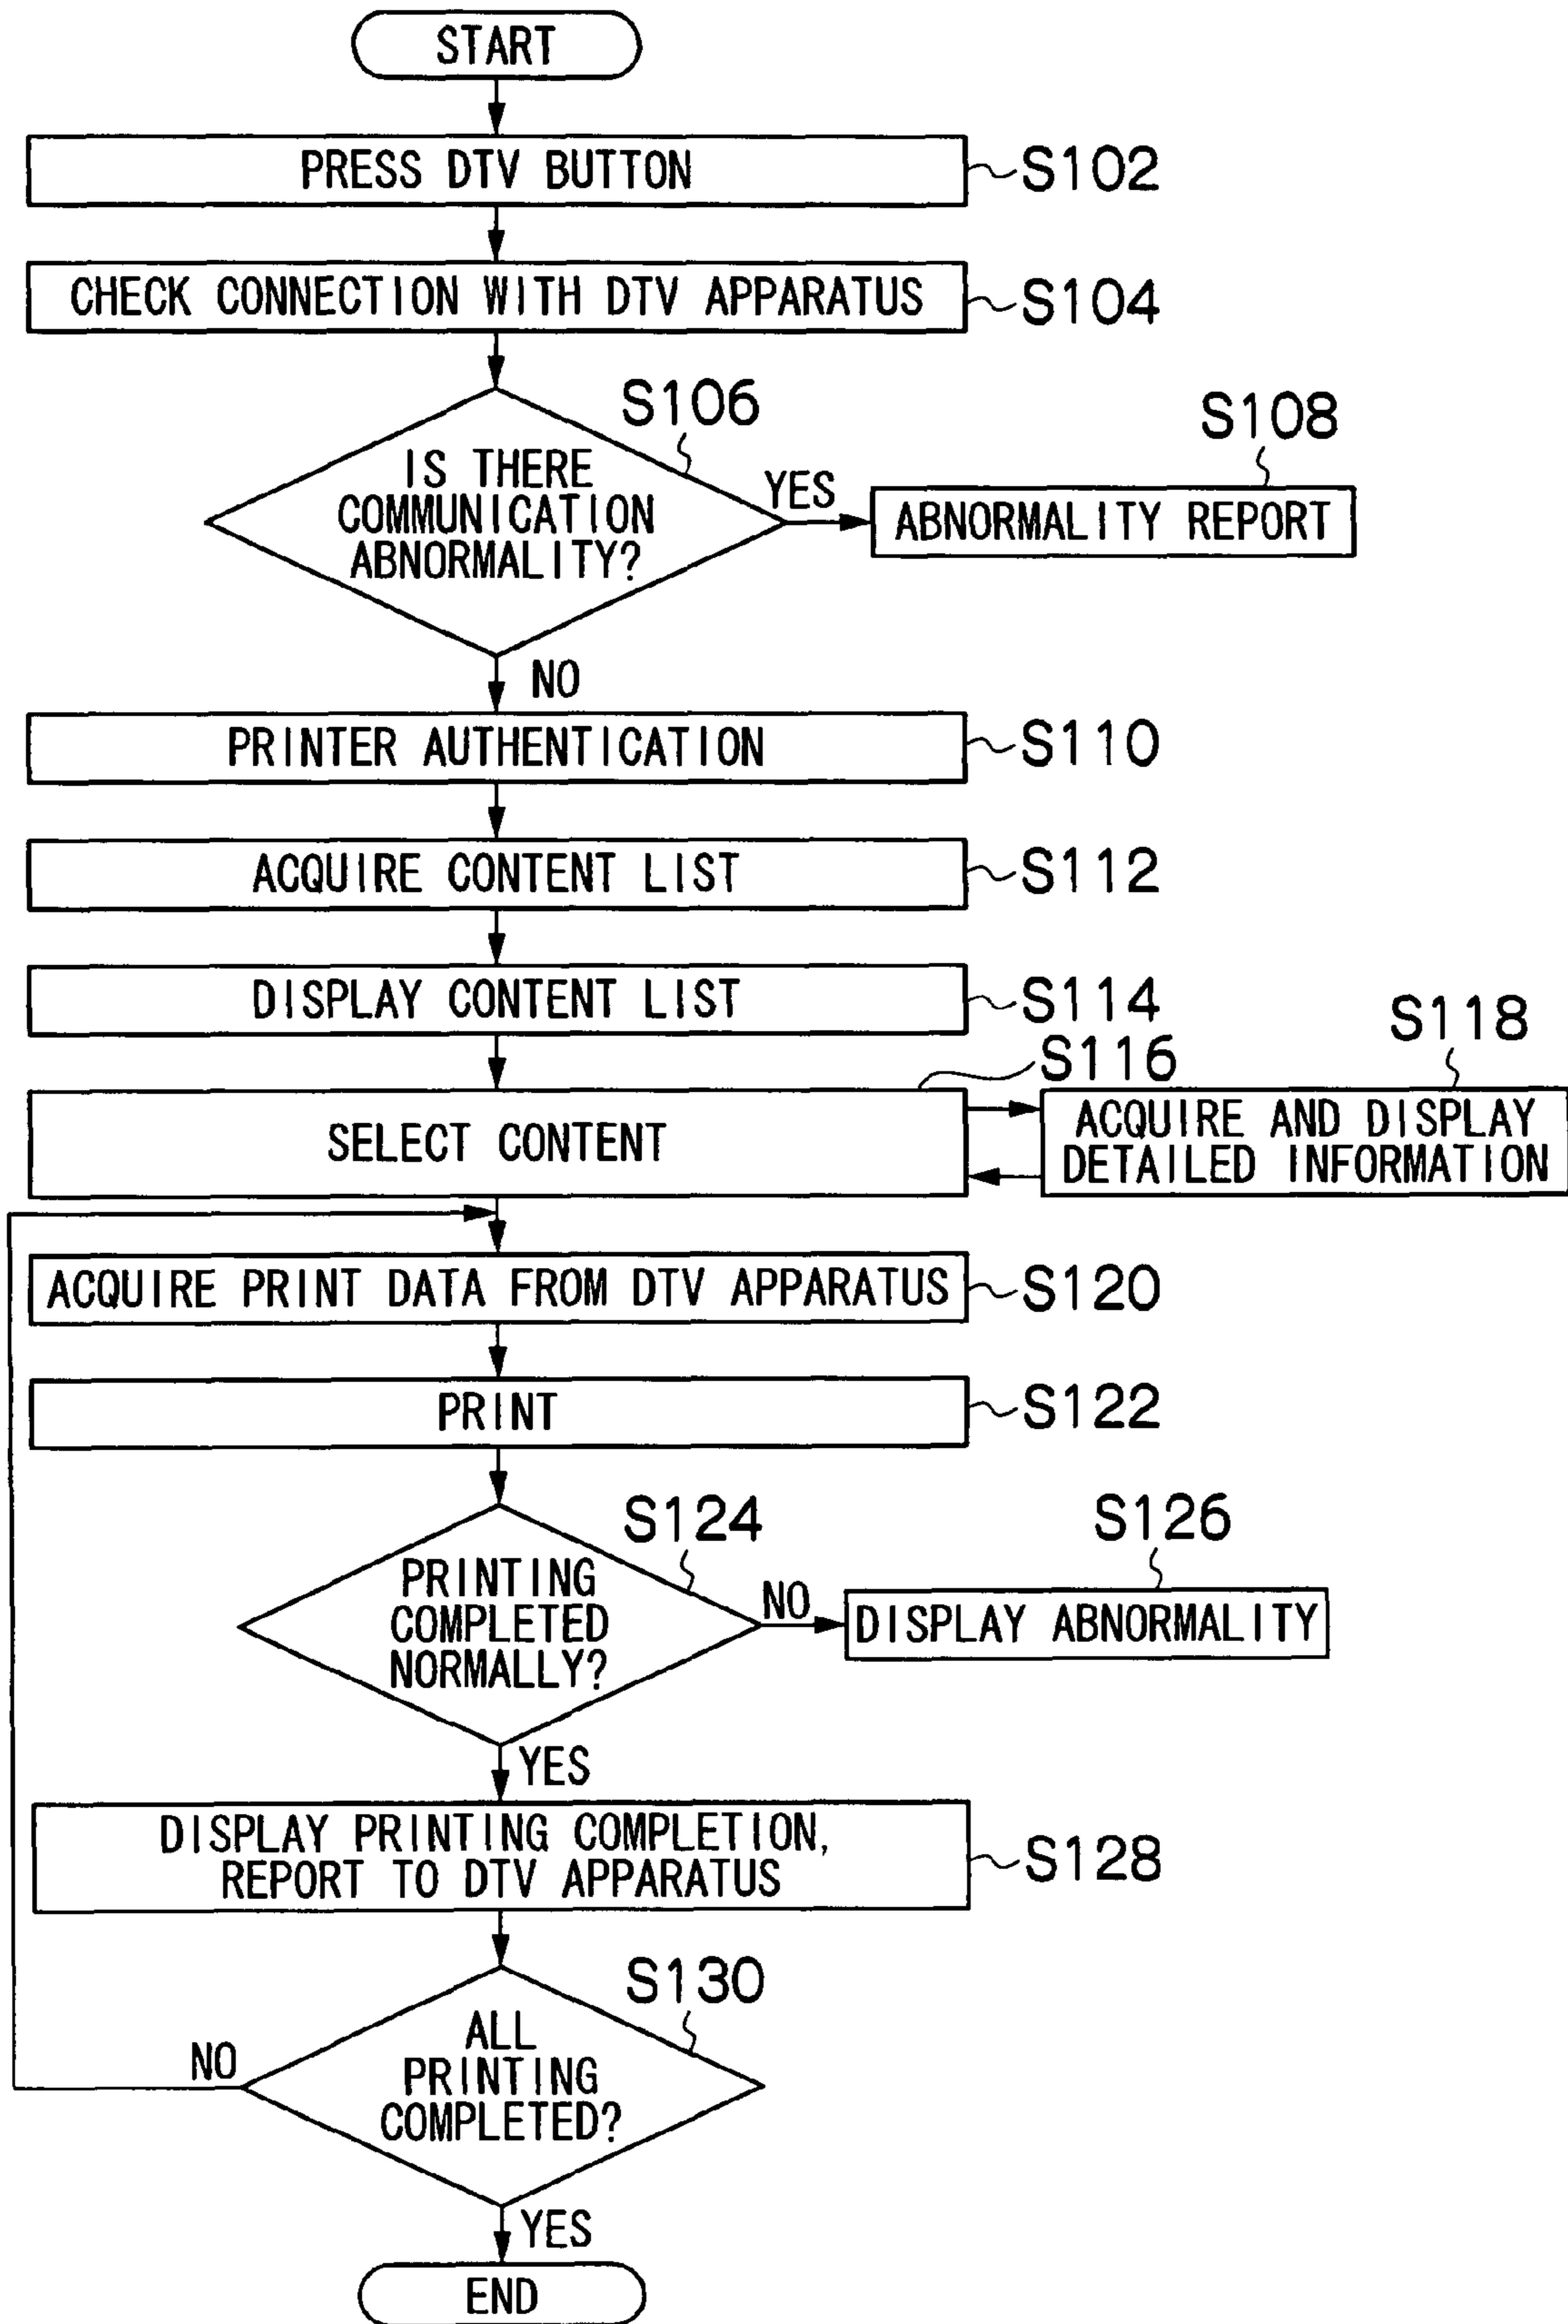 START
PRESS DTV BUTTON
S102
CHECK CONNECTION WITH DTV APPARATUS
S104
S106
IS THERE
COMMUNICATION
ABNORMALITY?
YES
S108
ABNORMALITY REPORT
NO
PRINTER AUTHENTICATION
S110
ACQUIRE CONTENT LIST
S112
DISPLAY CONTENT LIST
S114
S116
SELECT CONTENT
S118
ACQUIRE AND DISPLAY
DETAILED INFORMATION
ACQUIRE PRINT DATA FROM DTV APPARATUS
S120
PRINT
S122
S124
PRINTING
COMPLETED
NORMALLY?
NO
S126
DISPLAY ABNORMALITY
YES
DISPLAY PRINTING COMPLETION,
REPORT TO DTV APPARATUS
S128
S130
ALL
PRINTING
COMPLETED?
NO
YES
END